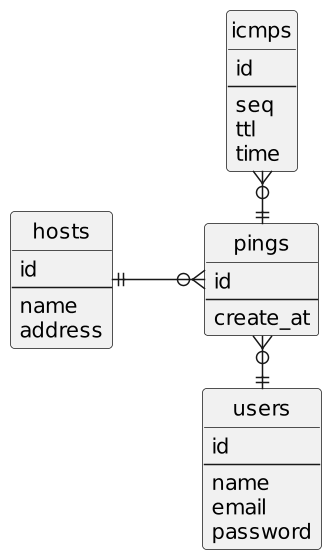 icmps
id
seq
ttl
time
hosts
id
name
address
pings
id
create_at
users
id
name
email
password